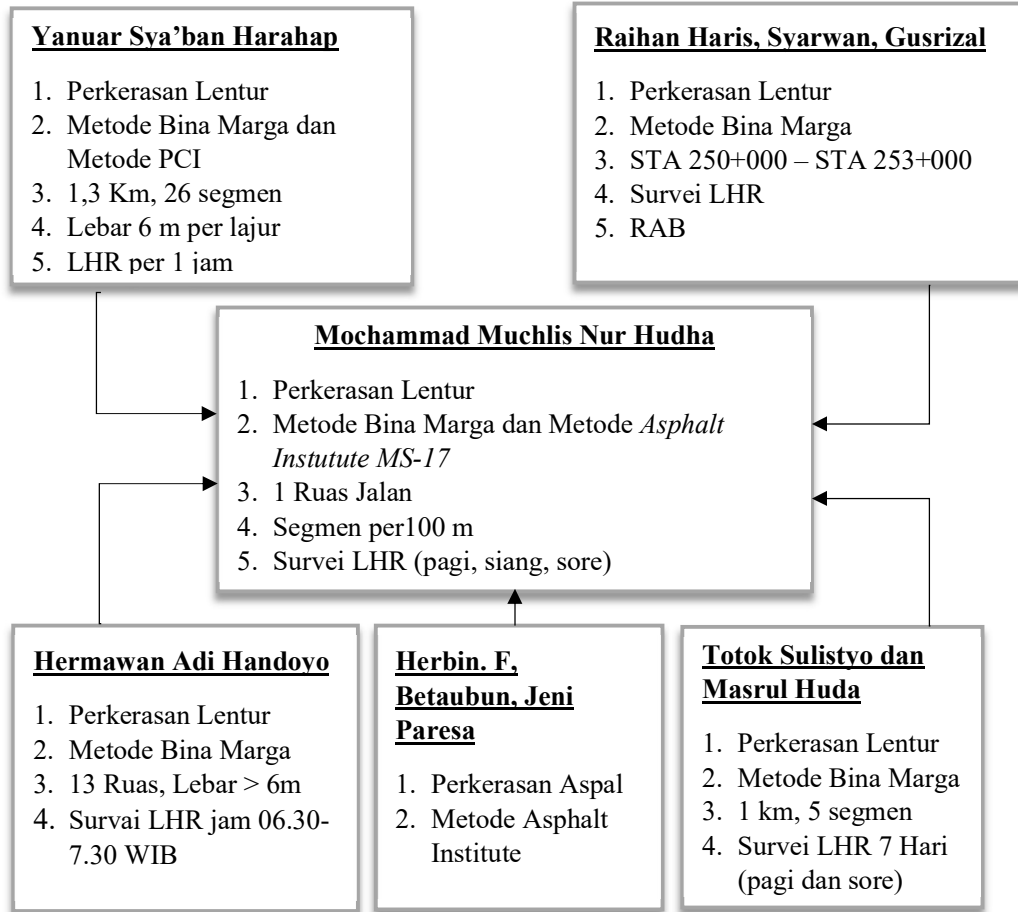 Yanuar Sya’ban Harahap
1. Perkerasan Lentur
2. Metode Bina Marga dan
Metode PCI
3. 1,3 Km, 26 segmen
4. Lebar 6 m per lajur
5. LHR per 1 jam
Raihan Haris, Syarwan, Gusrizal
1. Perkerasan Lentur
2. Metode Bina Marga
3. STA 250+000 – STA 253+000
4. Survei LHR
5. RAB
Mochammad Muchlis Nur Hudha
1. Perkerasan Lentur
2. Metode Bina Marga dan Metode Asphalt
Instutute MS-17
3. 1 Ruas Jalan
4. Segmen per100 m
5. Survei LHR (pagi, siang, sore)
Hermawan Adi Handoyo
1. Perkerasan Lentur
2. Metode Bina Marga
3. 13 Ruas, Lebar > 6m
4. Survai LHR jam 06.30-
7.30 WIB
Herbin. F,
Betaubun, Jeni
Paresa
1. Perkerasan Aspal
2. Metode Asphalt
Institute
Totok Sulistyo dan
Masrul Huda
1. Perkerasan Lentur
2. Metode Bina Marga
3. 1 km, 5 segmen
4. Survei LHR 7 Hari
(pagi dan sore)